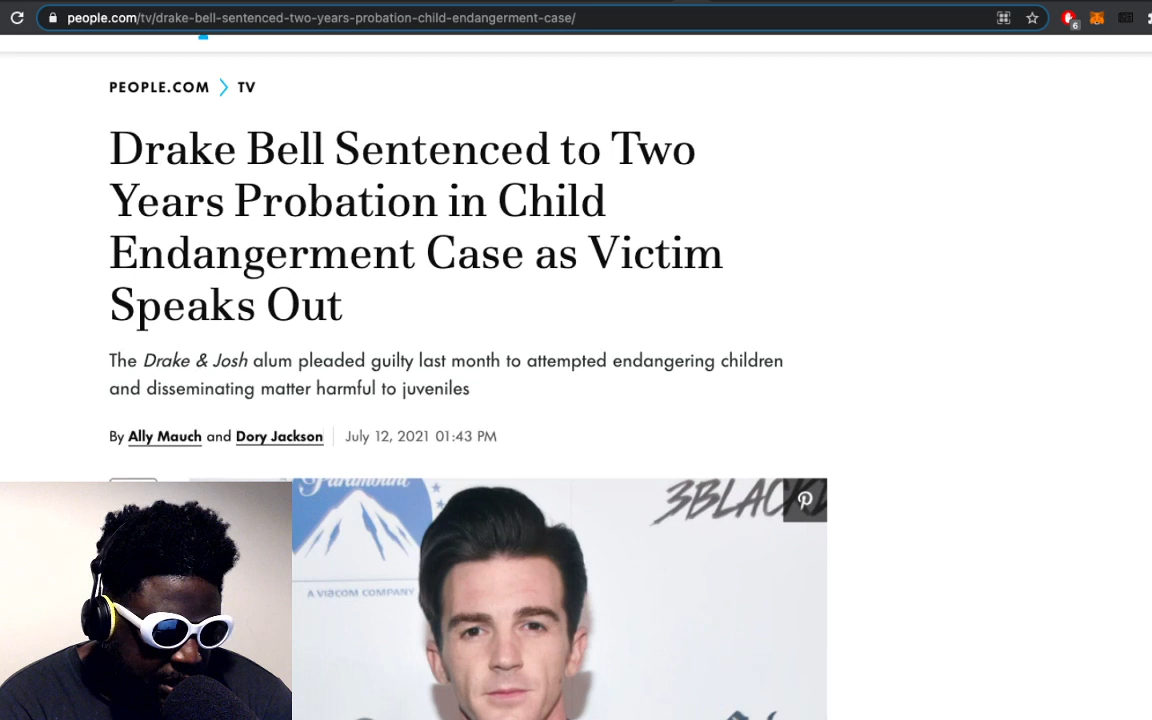 people.com/tv/drake-bell-sentenced-two-years-probation-child-endangerment-case/
6
PEOPLE.COM TV
Drake Bell Sentenced to Two
Years Probation in Child
Endangerment Case as Victim
Speaks Out
The Drake & Josh alum pleaded guilty last month to attempted endangering children
and disseminating matter harmful to juveniles
By Ally Mauch and Dory Jackson July 12, 2021 01:43 PM
Paramount
A VIACOM COMPANY